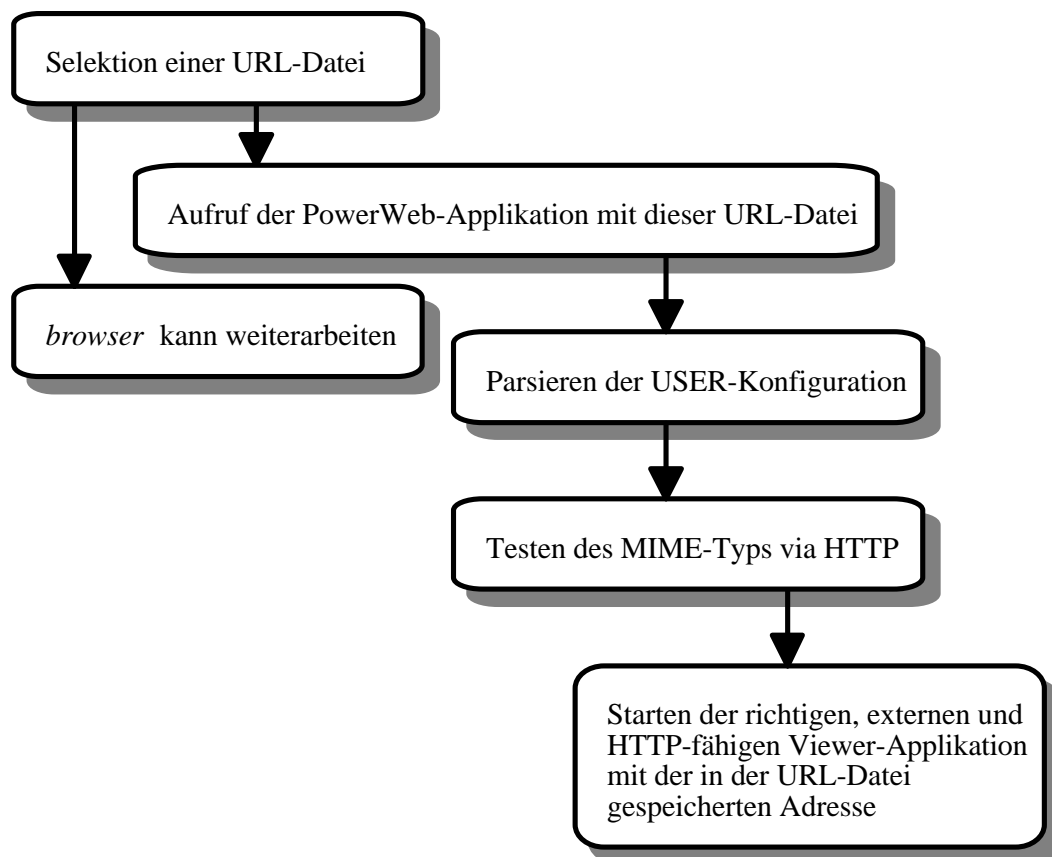 Selektion einer URL-Datei
Aufruf der PowerWeb-Applikation mit dieser URL-Datei
browser kann weiterarbeiten
Parsieren der USER-Konfiguration
Testen des MIME-Typs via HTTP
Starten der richtigen, externen und
HTTP-fähigen Viewer-Applikation
mit der in der URL-Datei
gespeicherten Adresse